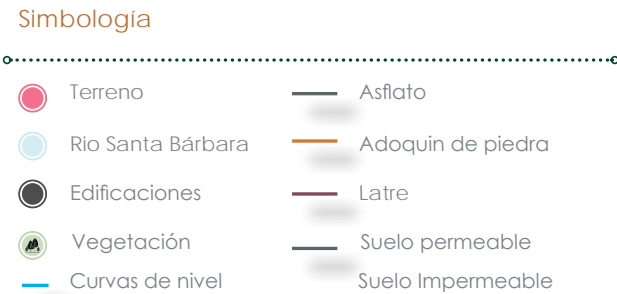 Simbología
Terreno
Rio Santa Bárbara
Edificaciones
Vegetación
Curvas de nivel
Asflato
Adoquin de piedra
Latre
Suelo permeable
Suelo Impermeable